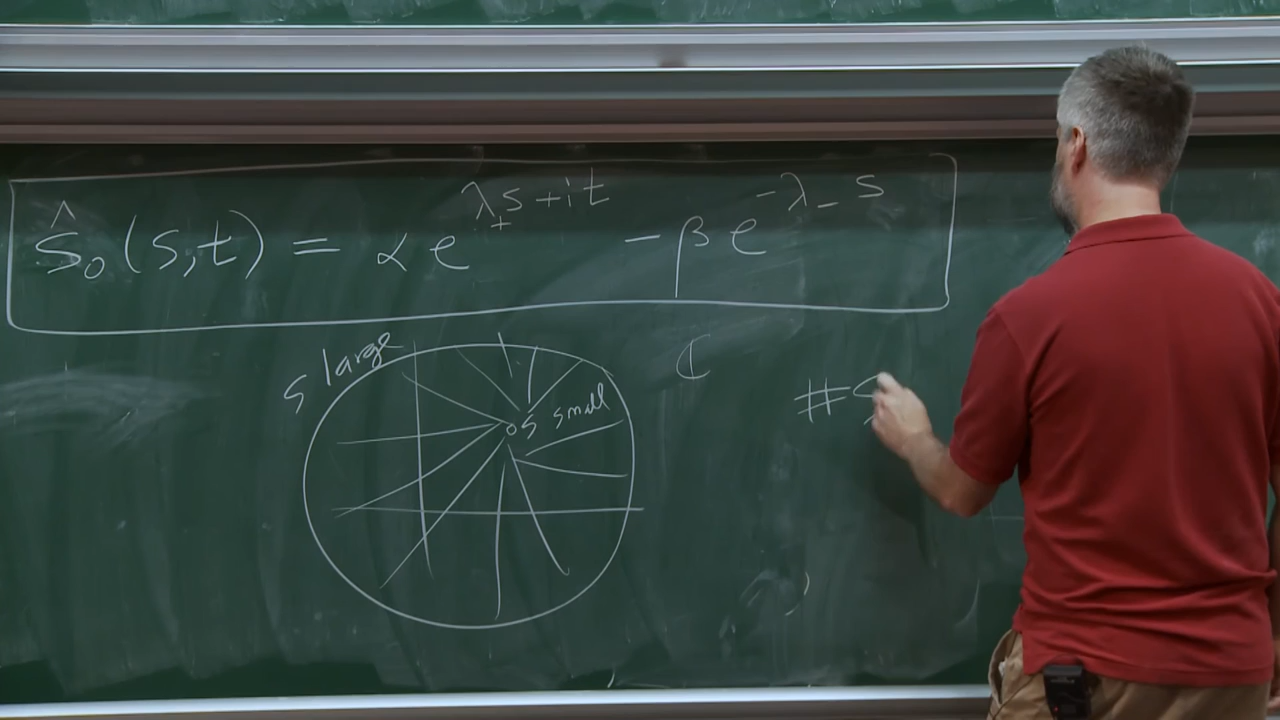 ŝ₀(s,t) = α e^{λ₊s+it} - β e^{-λ₋s}
s large
s small
ℂ
#